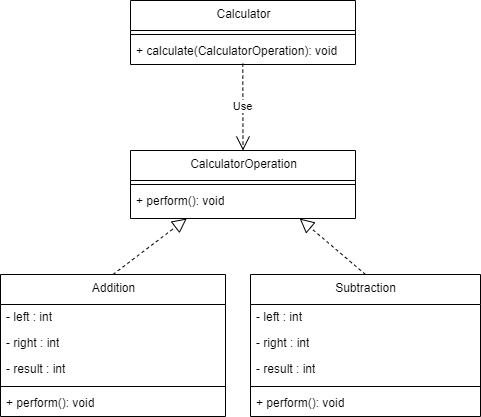 Calculator
+ calculate(CalculatorOperation): void
Use
CalculatorOperation
+ perform(): void
Addition
- left : int
- right : int
- result : int
+ perform(): void
Subtraction
- left : int
- right : int
- result : int
+ perform(): void